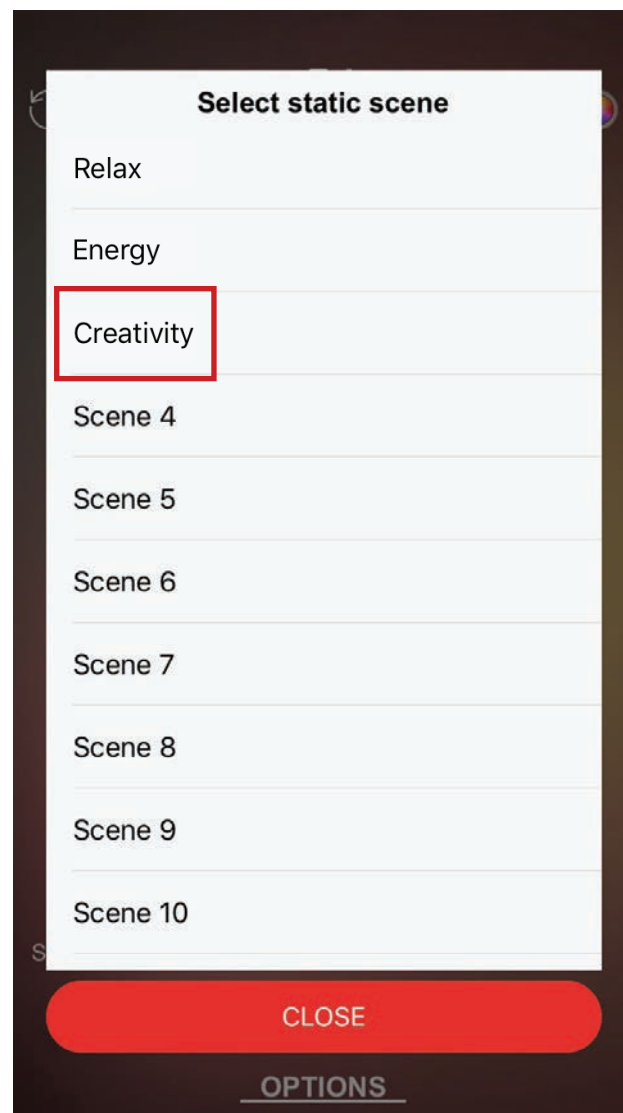 Select static scene
Relax
Energy
Creativity
Scene 4
Scene 5
Scene 6
Scene 7
Scene 8
Scene 9
Scene 10
S
CLOSE
OPTIONS